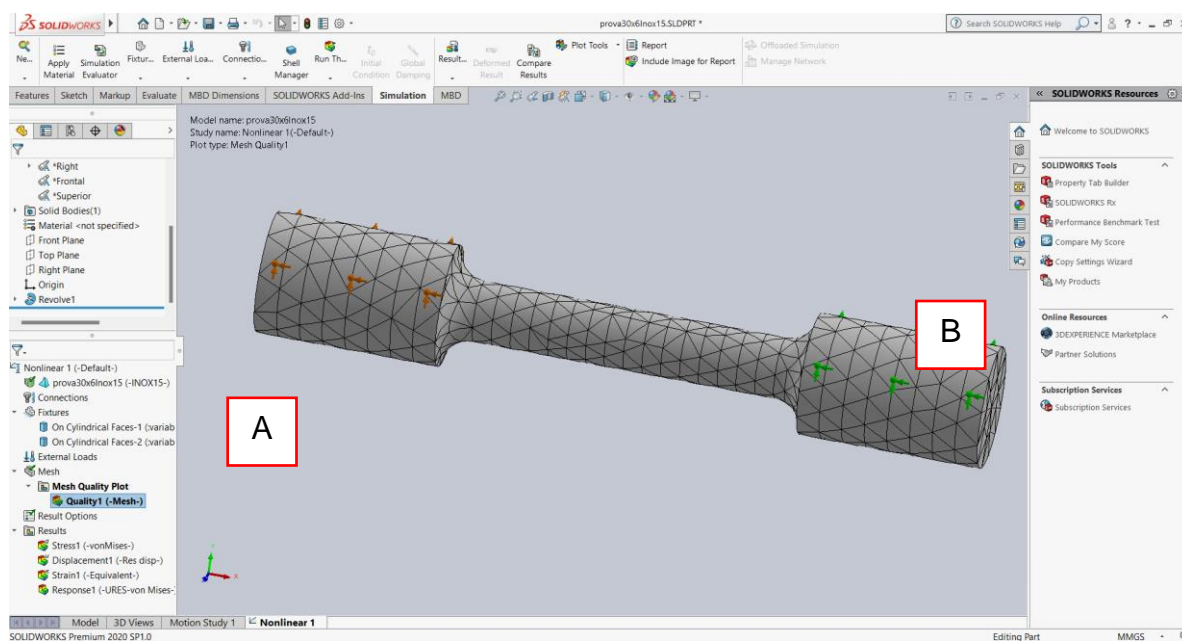 SOLIDWORKS
prova30x6Inox15.SLDPRT *
Search SOLIDWORKS Help
Ne...
Apply Material
Simulation Evaluator
Fixtur...
External Loa...
Connectio...
Shell Manager
Run Th...
Initial Condition
Global Damping
Result...
Deformed Result
Compare Results
Plot Tools
Report
Include Image for Report
Offloaded Simulation
Manage Network
Features Sketch Markup Evaluate MBD Dimensions SOLIDWORKS Add-Ins Simulation MBD
Model name: prova30x6Inox15
Study name: Nonlinear 1(-Default-)
Plot type: Mesh Quality1
*Right
*Frontal
*Superior
Solid Bodies(1)
Material <not specified>
Front Plane
Top Plane
Right Plane
Origin
Revolve1
Nonlinear 1 (-Default-)
prova30x6Inox15 (-INOX15-)
Connections
Fixtures
On Cylindrical Faces-1 (:variab
On Cylindrical Faces-2 (:variab
External Loads
Mesh
Mesh Quality Plot
Quality1 (-Mesh-)
Result Options
Results
Stress1 (-vonMises-)
Displacement1 (-Res disp-)
Strain1 (-Equivalent-)
Response1 (-URES-von Mises-
A
B
SOLIDWORKS Resources
Welcome to SOLIDWORKS
SOLIDWORKS Tools
Property Tab Builder
SOLIDWORKS Rx
Performance Benchmark Test
Compare My Score
Copy Settings Wizard
My Products
Online Resources
3DEXPERIENCE Marketplace
Partner Solutions
Subscription Services
Subscription Services
Model 3D Views Motion Study 1 Nonlinear 1
SOLIDWORKS Premium 2020 SP1.0
Editing Part
MMGS